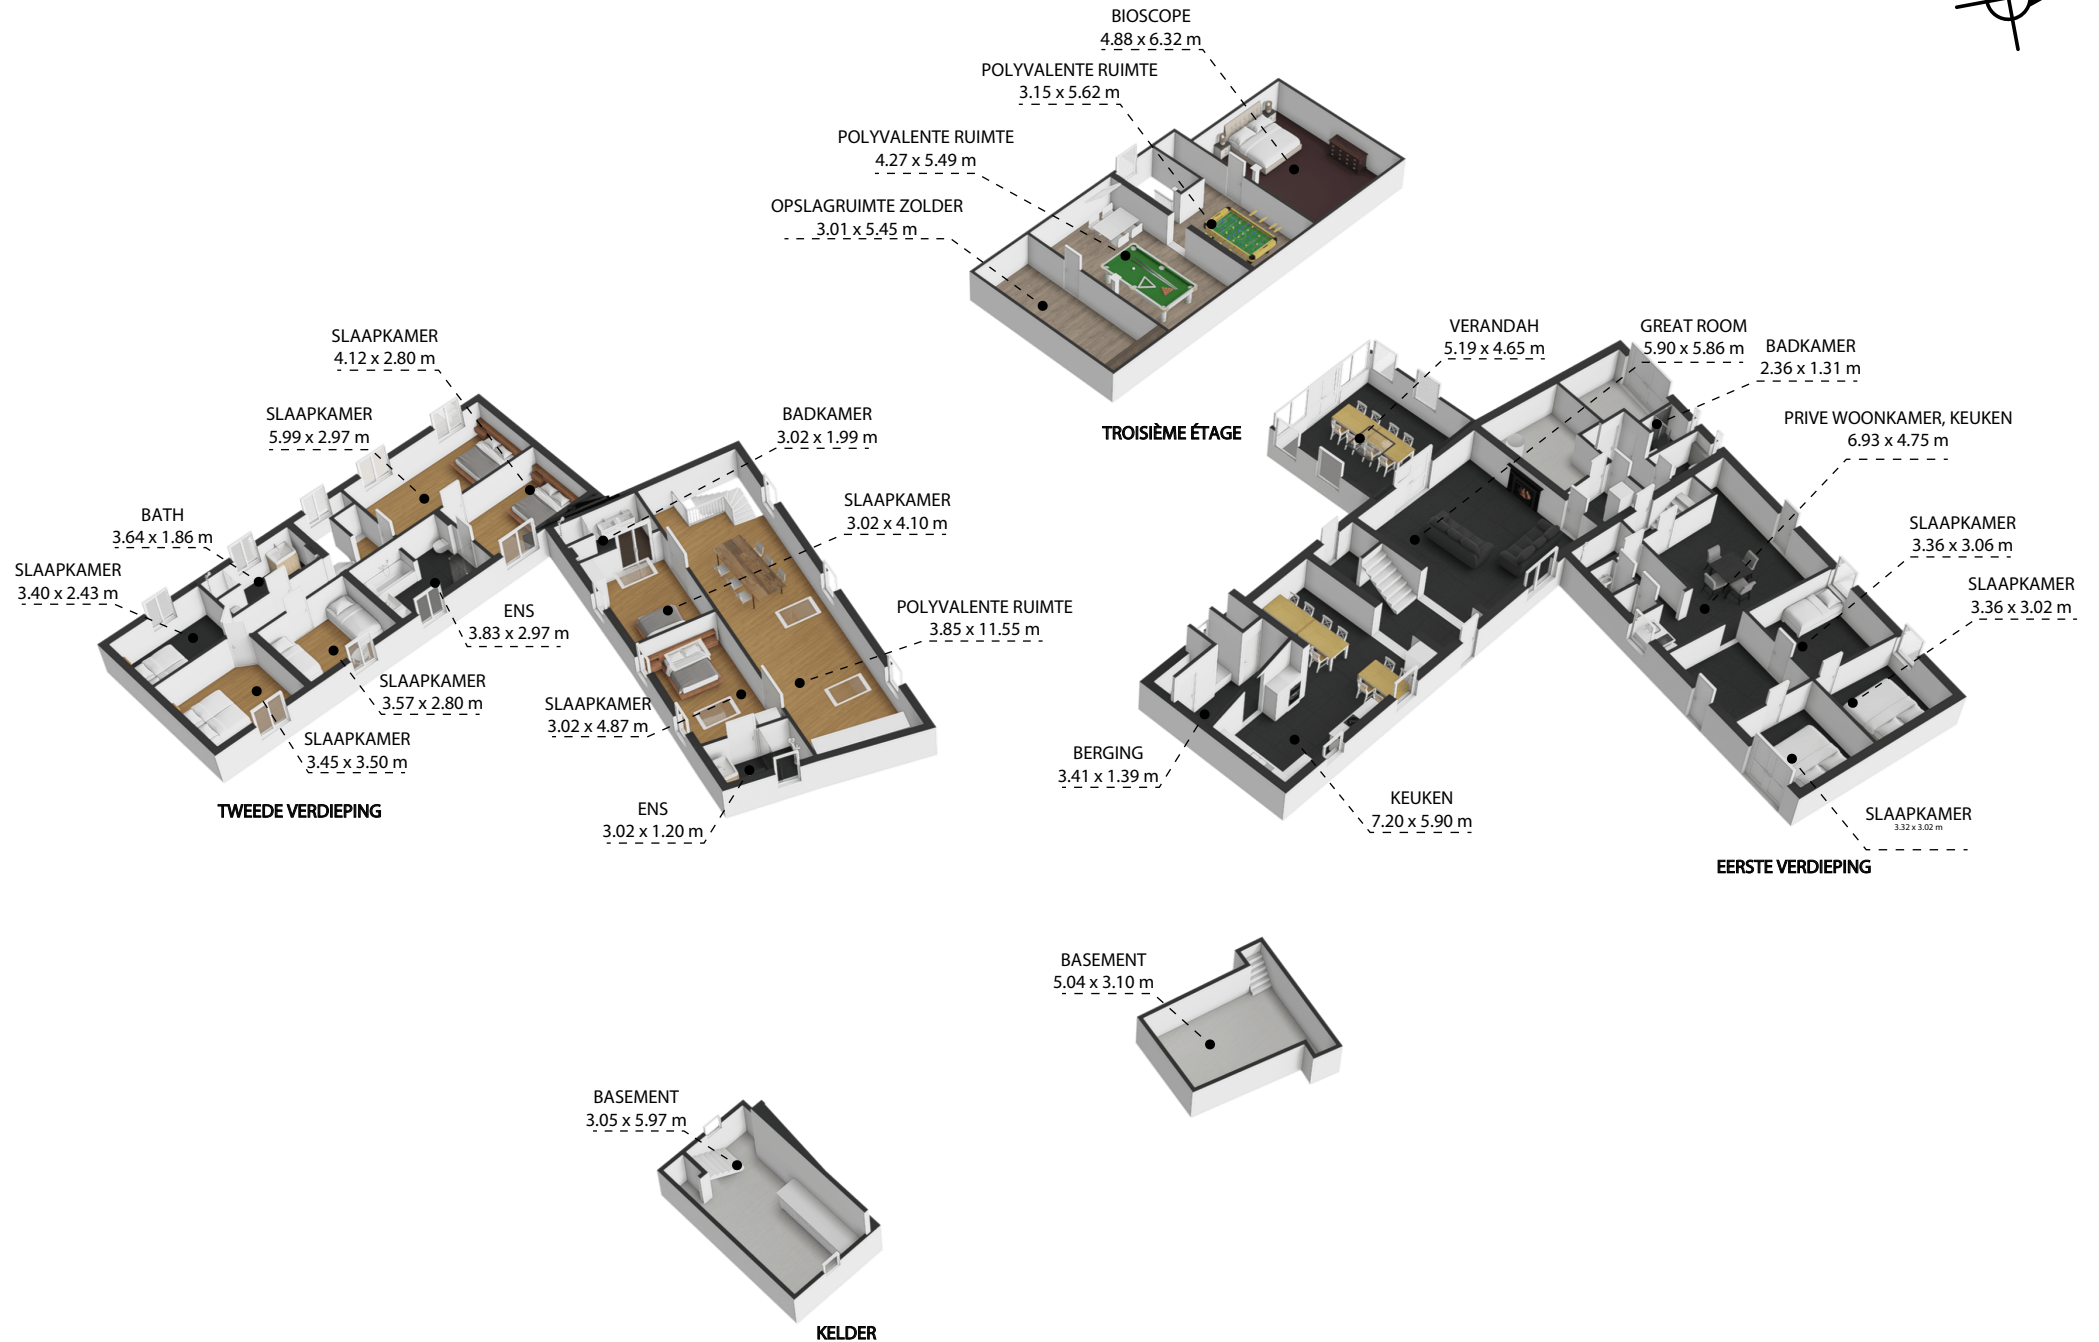 BIOSCOPE
4.88 x 6.32 m
POLYVALENTE RUIMTE
3.15 x 5.62 m
POLYVALENTE RUIMTE
4.27 x 5.49 m
OPSLAGRUIMTE ZOLDER
3.01 x 5.45 m
TROISIÈME ÉTAGE
SLAAPKAMER
4.12 x 2.80 m
SLAAPKAMER
5.99 x 2.97 m
BATH
3.64 x 1.86 m
SLAAPKAMER
3.40 x 2.43 m
BADKAMER
3.02 x 1.99 m
SLAAPKAMER
3.02 x 4.10 m
ENS
3.83 x 2.97 m
POLYVALENTE RUIMTE
3.85 x 11.55 m
SLAAPKAMER
3.57 x 2.80 m
SLAAPKAMER
3.02 x 4.87 m
SLAAPKAMER
3.45 x 3.50 m
ENS
3.02 x 1.20 m
TWEEDE VERDIEPING
VERANDAH
5.19 x 4.65 m
GREAT ROOM
5.90 x 5.86 m
BADKAMER
2.36 x 1.31 m
PRIVE WOONKAMER, KEUKEN
6.93 x 4.75 m
SLAAPKAMER
3.36 x 3.06 m
SLAAPKAMER
3.36 x 3.02 m
BERGING
3.41 x 1.39 m
KEUKEN
7.20 x 5.90 m
SLAAPKAMER
3.32 x 3.02 m
EERSTE VERDIEPING
BASEMENT
5.04 x 3.10 m
BASEMENT
3.05 x 5.97 m
KELDER